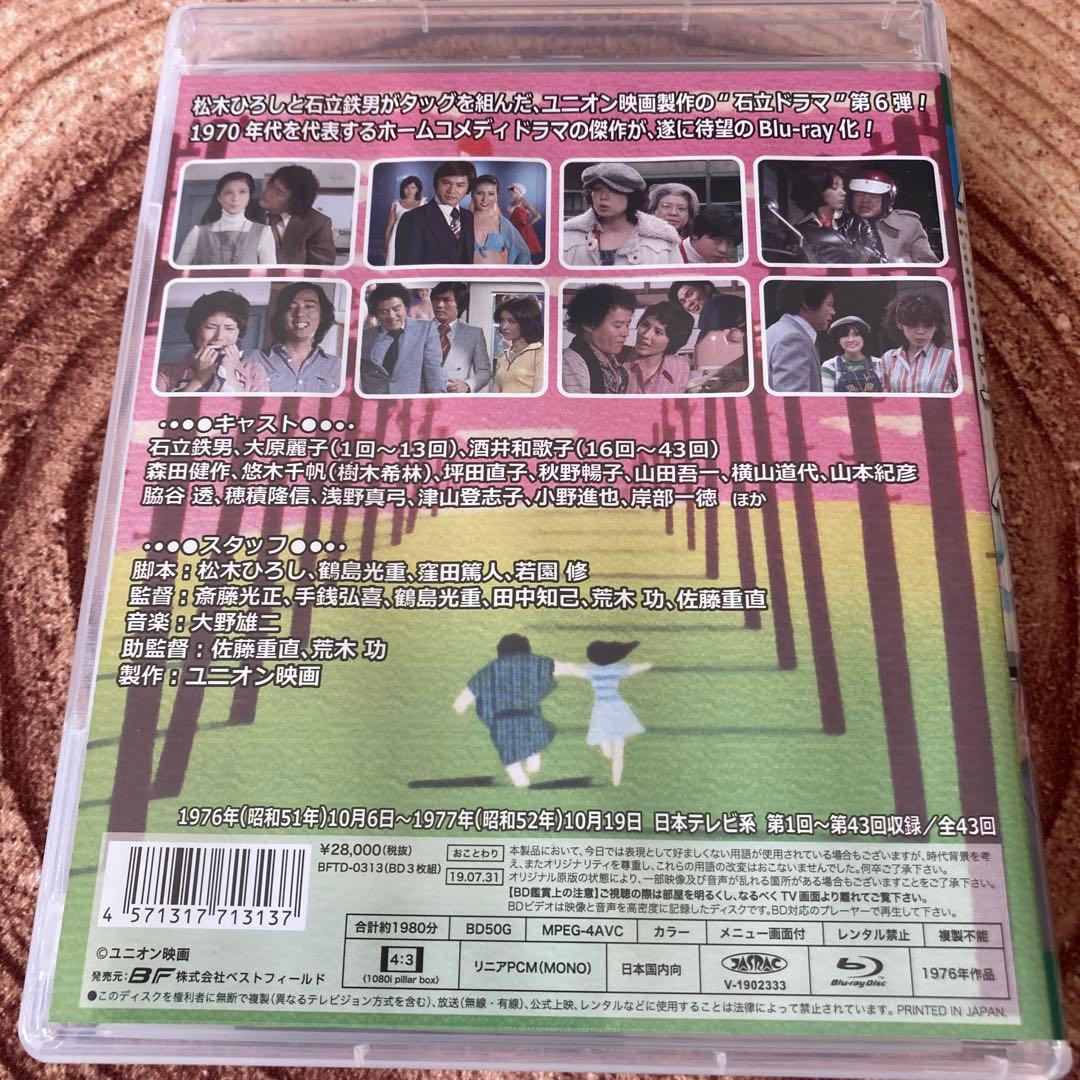 松木ひろしと石立鉄男がタッグを組んだ、ユニオン映画製作の“石立ドラマ”第6弾！
1970年代を代表するホームコメディドラマの傑作が、遂に待望のBlu-ray化！
••••●キャスト●••••
石立鉄男、大原麗子（1回～13回）、酒井和歌子（16回～43回）
森田健作、悠木千帆（樹木希林）、坪田直子、秋野暢子、山田吾一、横山道代、山本紀彦
脇谷 透、穂積隆信、浅野真弓、津山登志子、小野進也、岸部一徳 ほか
••••●スタッフ●••••
脚本：松木ひろし、鶴島光重、窪田篤人、若園 修
監督：斎藤光正、手銭弘喜、鶴島光重、田中知己、荒木 功、佐藤重直
音楽：大野雄二
助監督：佐藤重直、荒木 功
製作：ユニオン映画
1976年（昭和51年）10月6日～1977年（昭和52年）10月19日 日本テレビ系 第1回～第43回収録／全43回
¥28,000（税抜）
BFTD-0313（BD3枚組）
おことわり
19.07.31
本製品において、今日では表現として好ましくない用語が使用されている場合もございますが、時代背景を考
え、またオリジナリティを尊重し、これらの用語の改変はおこないませんでした。何卒ご了承下さい。
オリジナル原版の状態により、一部映像及び音声が乱れる箇所がある場合もございますことをご了承下さい。
【BD鑑賞上の注意】ご視聴の際は部屋を明るくし、なるべくTV画面より離れてご覧下さい。
BDビデオは映像と音声を高密度に記録したディスクです。BD対応のプレーヤーで再生して下さい。
4 571317 713137
合計約1980分 BD50G MPEG-4AVC カラー メニュー画面付 レンタル禁止 複製不能
4:3
(1080i pillar box)
リニアPCM(MONO)
日本国内向
JASRAC
V-1902333
Blu-ray Disc
1976年作品
©ユニオン映画
発売元：BF 株式会社ベストフィールド
●このディスクを権利者に無断で複製（異なるテレビジョン方式を含む）、放送（無線・有線）、公式上映、レンタルなどに使用することは法律によって禁止されています。PRINTED IN JAPAN.